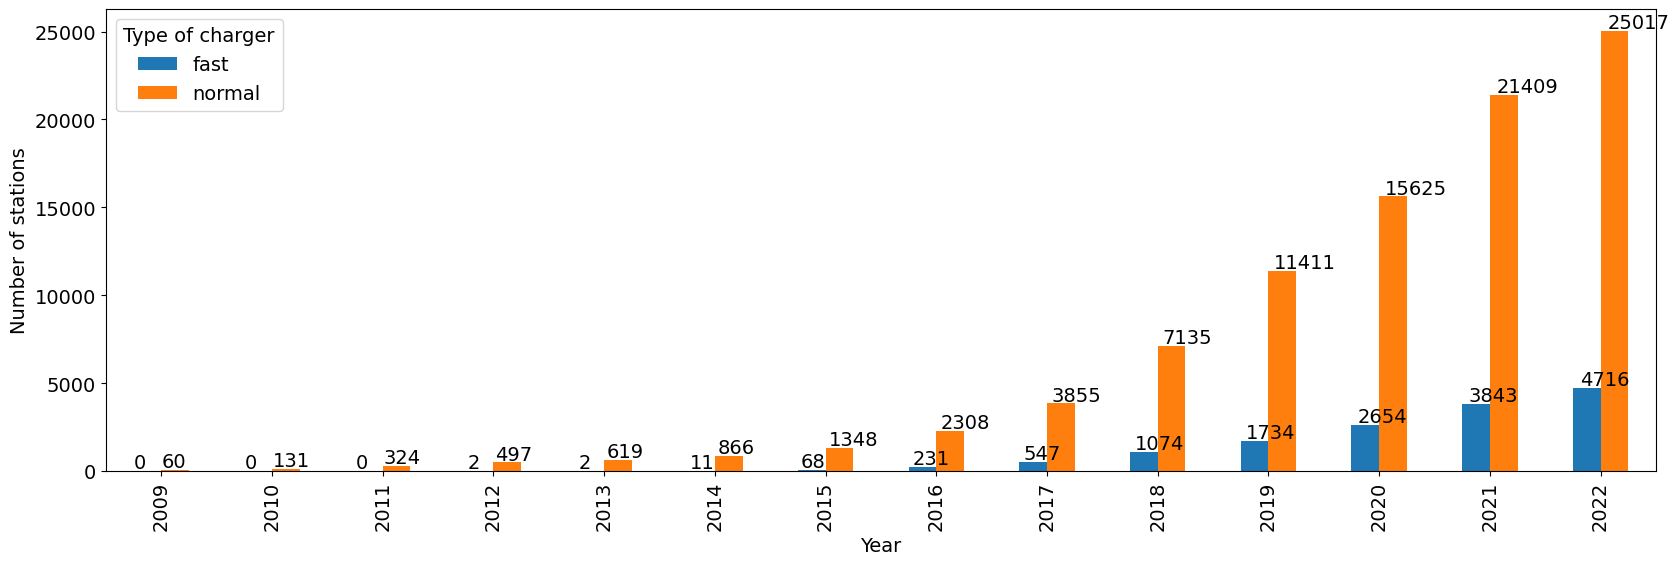 Type of charger
fast
normal
Number of stations
25000
20000
15000
10000
5000
0
0 60 0 131 0 324 2 497 2 619 11 866 68 1348 231 2308 547 3855 1074 7135 1734 11411 2654 15625 3843 21409 4716 25017
2009 2010 2011 2012 2013 2014 2015 2016 2017 2018 2019 2020 2021 2022
Year